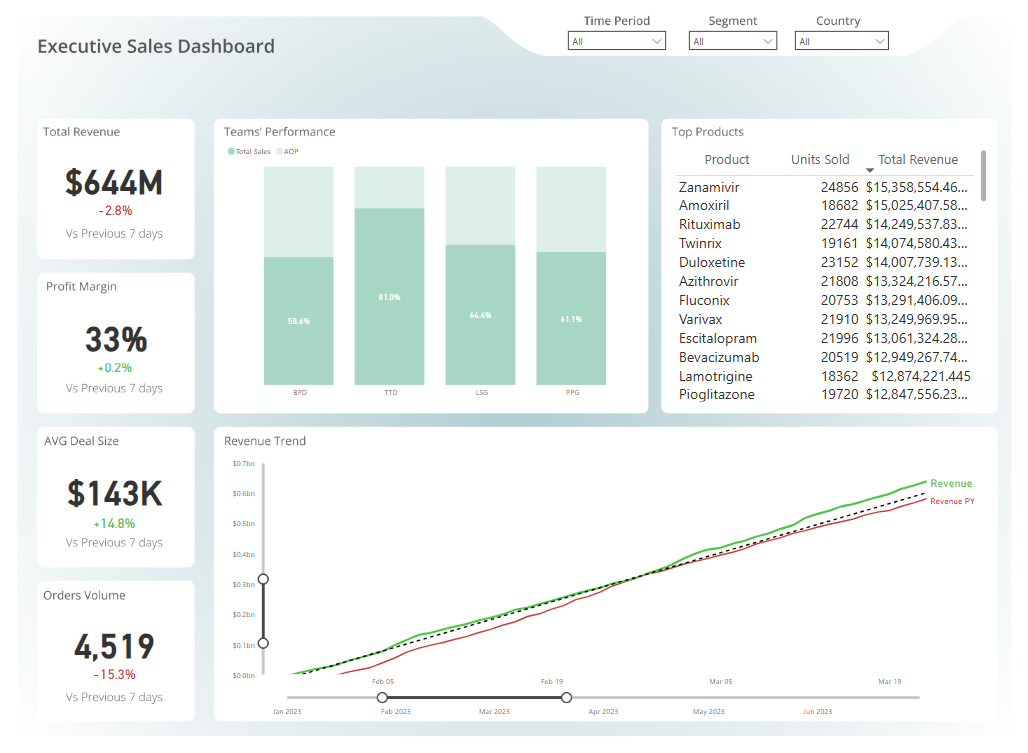 Executive Sales Dashboard
Time Period
Segment
Country
All
All
All
Total Revenue
$644M
-2.8%
Vs Previous 7 days
Profit Margin
33%
+0.2%
Vs Previous 7 days
AVG Deal Size
$143K
+14.8%
Vs Previous 7 days
Orders Volume
4,519
-15.3%
Vs Previous 7 days
Teams' Performance
Total Sales AOP
58.6%
81.0%
64.4%
61.1%
BPD TTD LSG PPG
Top Products
Product Units Sold Total Revenue
Zanamivir 24856 $15,358,554.46...
Amoxiril 18682 $15,025,407.58...
Rituximab 22744 $14,249,537.83...
Twinrix 19161 $14,074,580.43...
Duloxetine 23152 $14,007,739.13...
Azithrovir 21808 $13,324,216.57...
Fluconix 20753 $13,291,406.09...
Varivax 21910 $13,249,969.95...
Escitalopram 21996 $13,061,324.28...
Bevacizumab 20519 $12,949,267.74...
Lamotrigine 18362 $12,874,221.445
Pioglitazone 19720 $12,847,556.23...
Revenue Trend
$0.7bn
$0.6bn
$0.5bn
$0.4bn
$0.3bn
$0.2bn
$0.1bn
$0.0bn
Revenue
Revenue PY
Feb 05 Feb 19 Mar 05 Mar 19
Jan 2023 Feb 2023 Mar 2023 Apr 2023 May 2023 Jun 2023